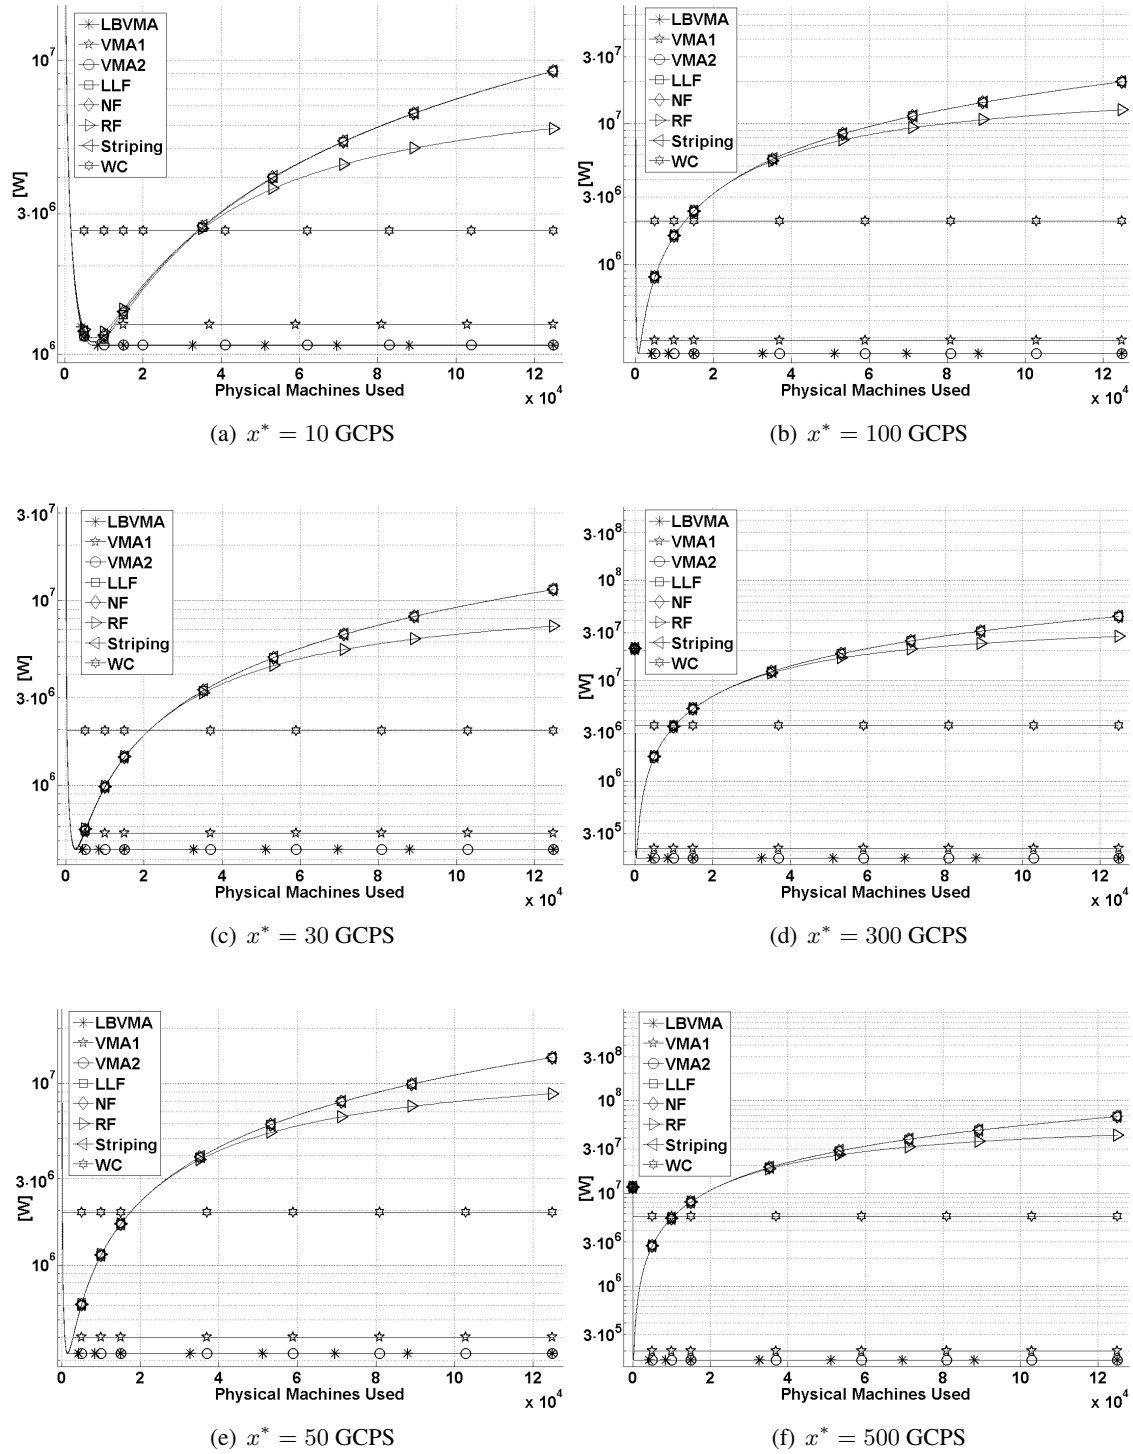 LBVMA
VMA1
VMA2
LLF
NF
RF
Striping
WC
10^7
3·10^6
10^6
[W]
0 2 4 6 8 10 12
Physical Machines Used
x 10^4
(a) x* = 10 GCPS
LBVMA
VMA1
VMA2
LLF
NF
RF
Striping
WC
3·10^7
10^7
3·10^6
10^6
[W]
0 2 4 6 8 10 12
Physical Machines Used
x 10^4
(b) x* = 100 GCPS
LBVMA
VMA1
VMA2
LLF
NF
RF
Striping
WC
3·10^7
10^7
3·10^6
10^6
[W]
0 2 4 6 8 10 12
Physical Machines Used
x 10^4
(c) x* = 30 GCPS
LBVMA
VMA1
VMA2
LLF
NF
RF
Striping
WC
3·10^8
10^8
3·10^7
10^7
3·10^6
10^6
3·10^5
[W]
0 2 4 6 8 10 12
Physical Machines Used
x 10^4
(d) x* = 300 GCPS
LBVMA
VMA1
VMA2
LLF
NF
RF
Striping
WC
10^7
3·10^6
10^6
[W]
0 2 4 6 8 10 12
Physical Machines Used
x 10^4
(e) x* = 50 GCPS
LBVMA
VMA1
VMA2
LLF
NF
RF
Striping
WC
3·10^8
10^8
3·10^7
10^7
3·10^6
10^6
3·10^5
[W]
0 2 4 6 8 10 12
Physical Machines Used
x 10^4
(f) x* = 500 GCPS